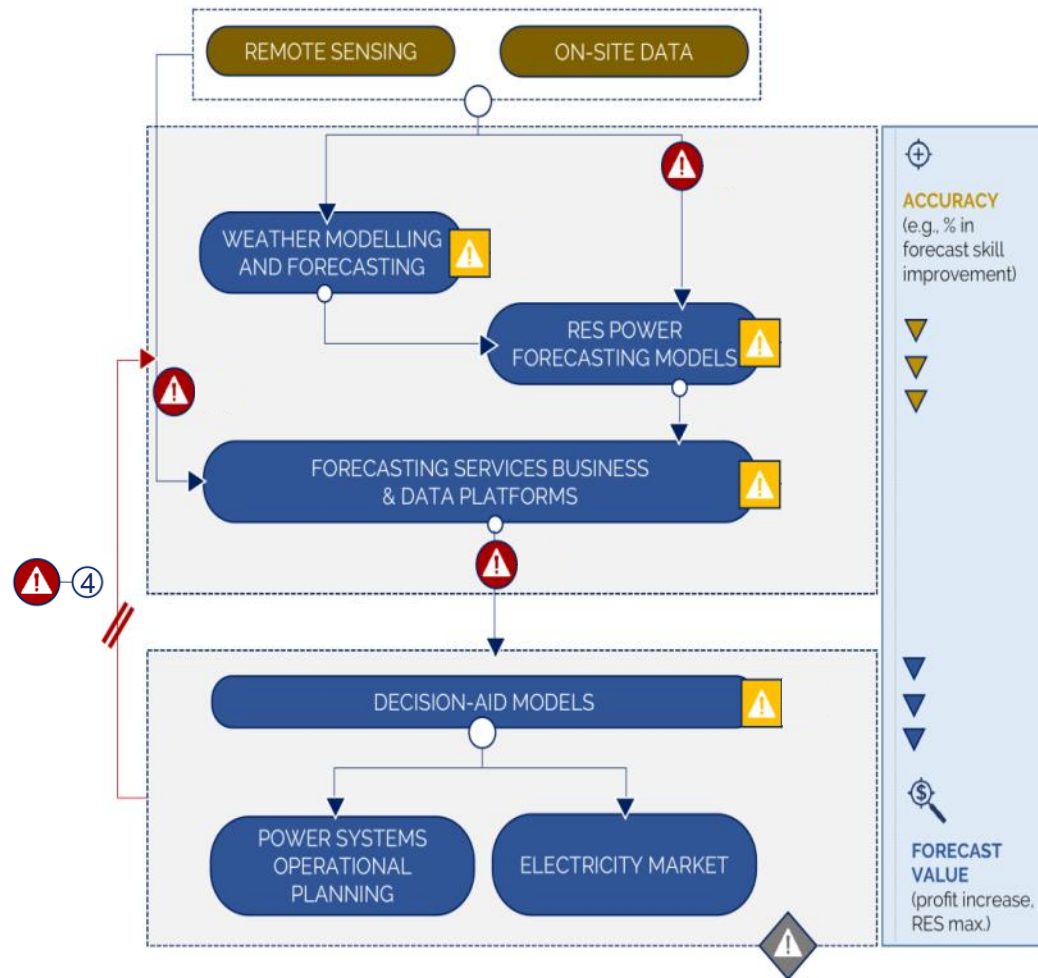 REMOTE SENSING
ON-SITE DATA
WEATHER MODELLING
AND FORECASTING
RES POWER
FORECASTING MODELS
FORECASTING SERVICES BUSINESS
& DATA PLATFORMS
4
DECISION-AID MODELS
POWER SYSTEMS
OPERATIONAL
PLANNING
ELECTRICITY MARKET
ACCURACY
(e.g., % in
forecast skill
improvement)
$
FORECAST
VALUE
(profit increase,
RES max.)